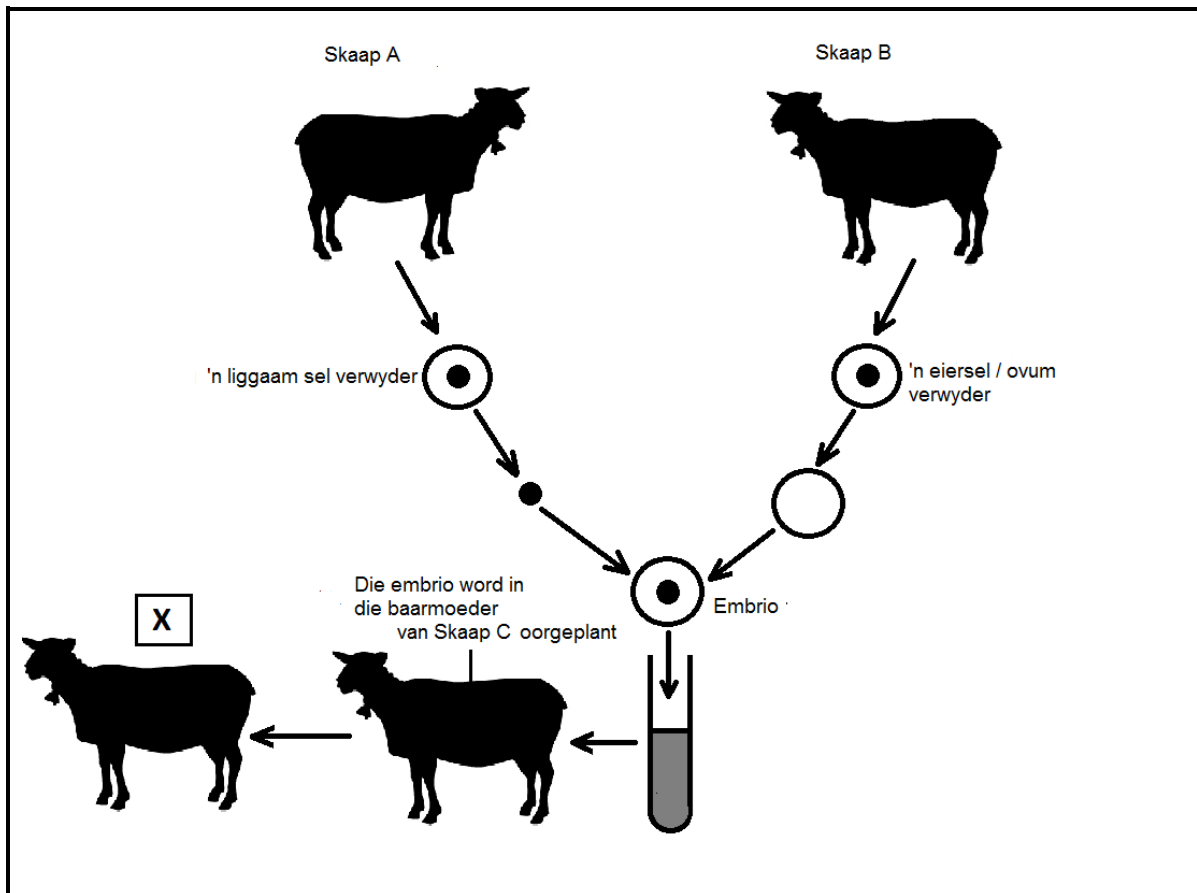 Skaap A
Skaap B
'n liggaam sel verwyder
'n eiersel / ovum
verwyder
Die embrio word in
die baarmoeder
van Skaap C oorgeplant
Embrio
X